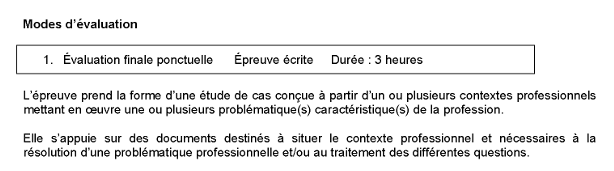 Modes d’évaluation
1. Évaluation finale ponctuelle Épreuve écrite Durée : 3 heures
L’épreuve prend la forme d’une étude de cas conçue à partir d’un ou plusieurs contextes professionnels
mettant en œuvre une ou plusieurs problématique(s) caractéristique(s) de la profession.
Elle s’appuie sur des documents destinés à situer le contexte professionnel et nécessaires à la
résolution d’une problématique professionnelle et/ou au traitement des différentes questions.